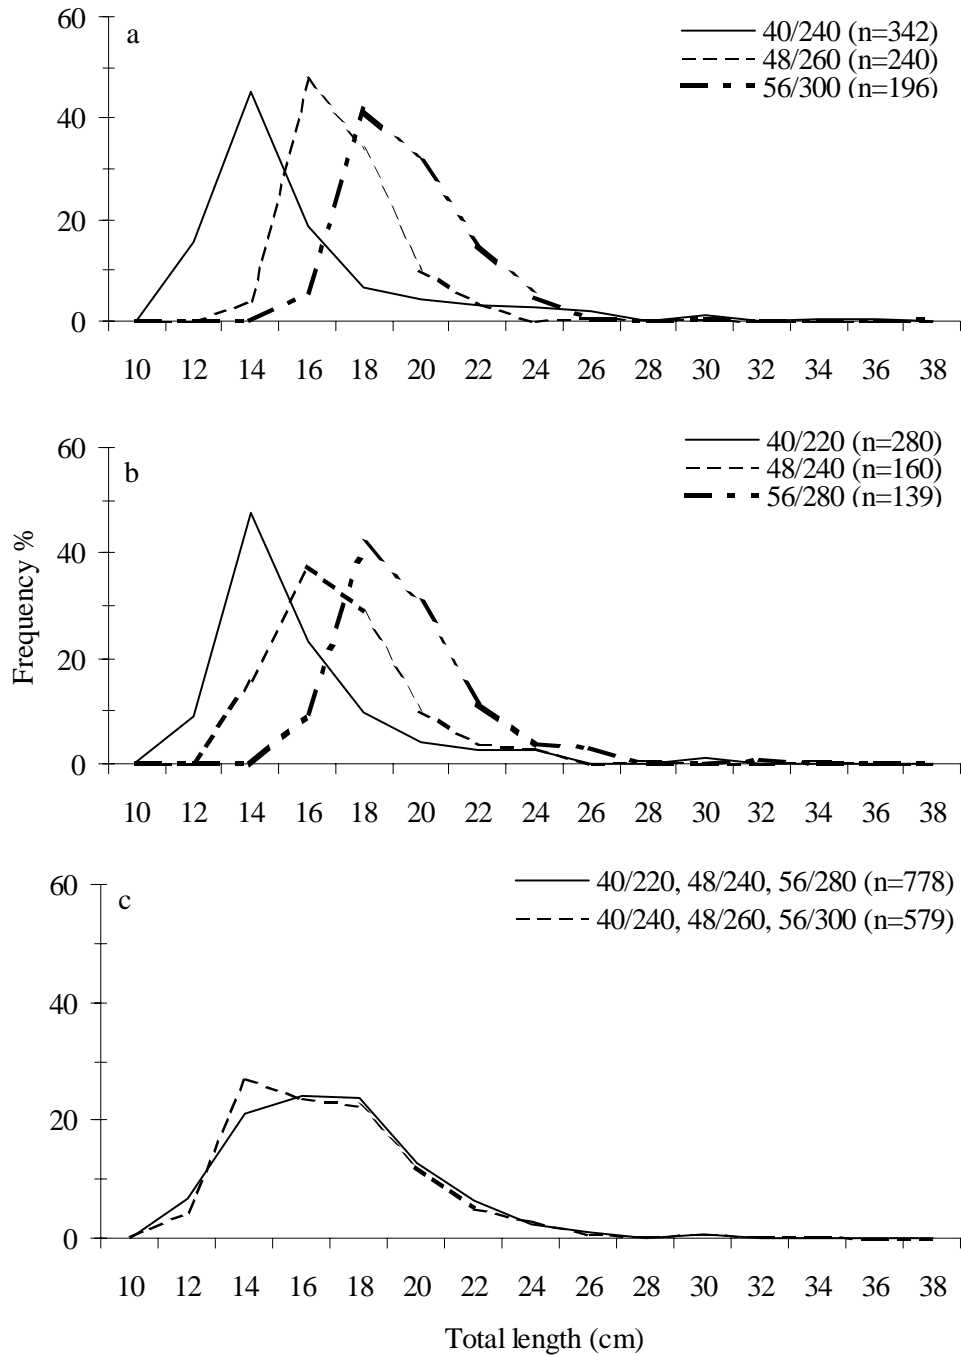 60
a
40/240 (n=342)
48/260 (n=240)
56/300 (n=196)
40
20
0
10 12 14 16 18 20 22 24 26 28 30 32 34 36 38
60
b
40/220 (n=280)
48/240 (n=160)
56/280 (n=139)
40
20
0
10 12 14 16 18 20 22 24 26 28 30 32 34 36 38
Frequency %
60
c
40/220, 48/240, 56/280 (n=778)
40/240, 48/260, 56/300 (n=579)
40
20
0
10 12 14 16 18 20 22 24 26 28 30 32 34 36 38
Total length (cm)